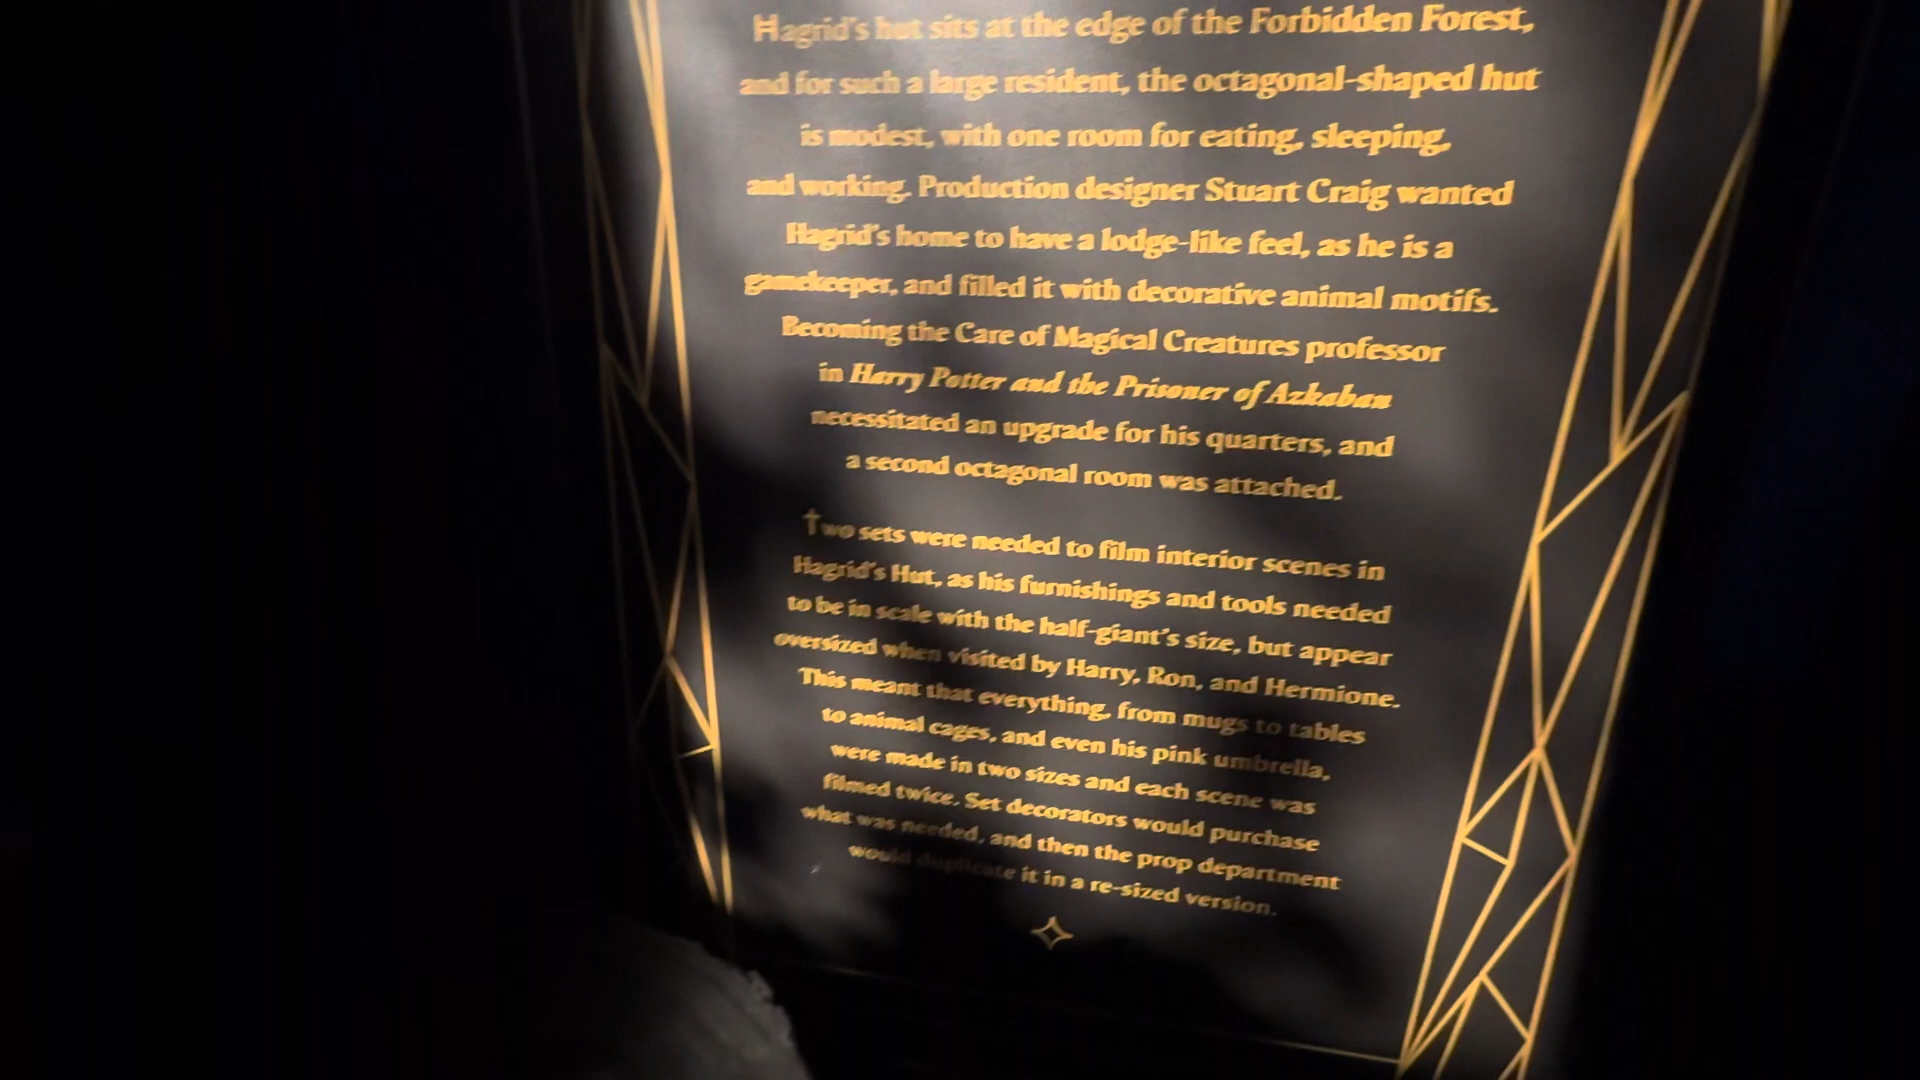 Hagrid's hut sits at the edge of the Forbidden Forest,
and for such a large resident, the octagonal-shaped hut
is modest, with one room for eating, sleeping,
and working. Production designer Stuart Craig wanted
Hagrid's home to have a lodge-like feel, as he is a
gamekeeper, and filled it with decorative animal motifs.
Becoming the Care of Magical Creatures professor
in Harry Potter and the Prisoner of Azkaban
necessitated an upgrade for his quarters, and
a second octagonal room was attached.
Two sets were needed to film interior scenes in
Hagrid's Hut, as his furnishings and tools needed
to be in scale with the half-giant's size, but appear
oversized when visited by Harry, Ron, and Hermione.
This meant that everything, from mugs to tables
to animal cages, and even his pink umbrella,
were made in two sizes and each scene was
filmed twice. Set decorators would purchase
what was needed, and then the prop department
would duplicate it in a re-sized version.